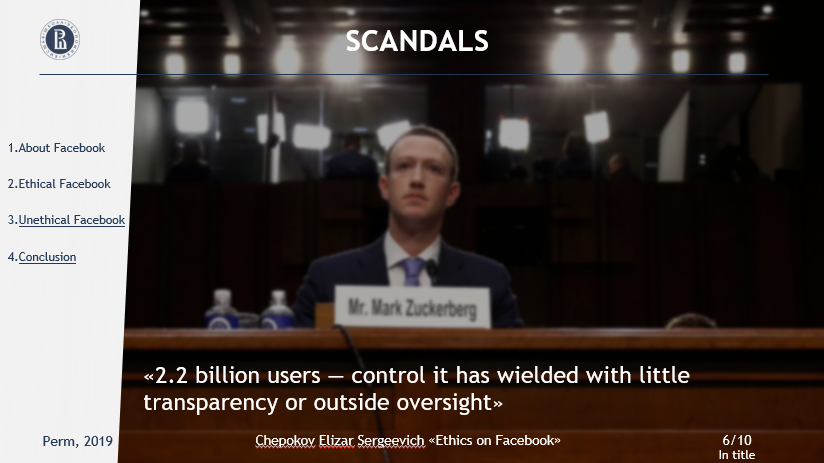 SCANDALS
1.About Facebook
2.Ethical Facebook
3.Unethical Facebook
4.Conclusion
Mr. Mark Zuckerberg
«2.2 billion users — control it has wielded with little
transparency or outside oversight»
Perm, 2019
Chepokov Elizar Sergeevich «Ethics on Facebook»
6/10
In title